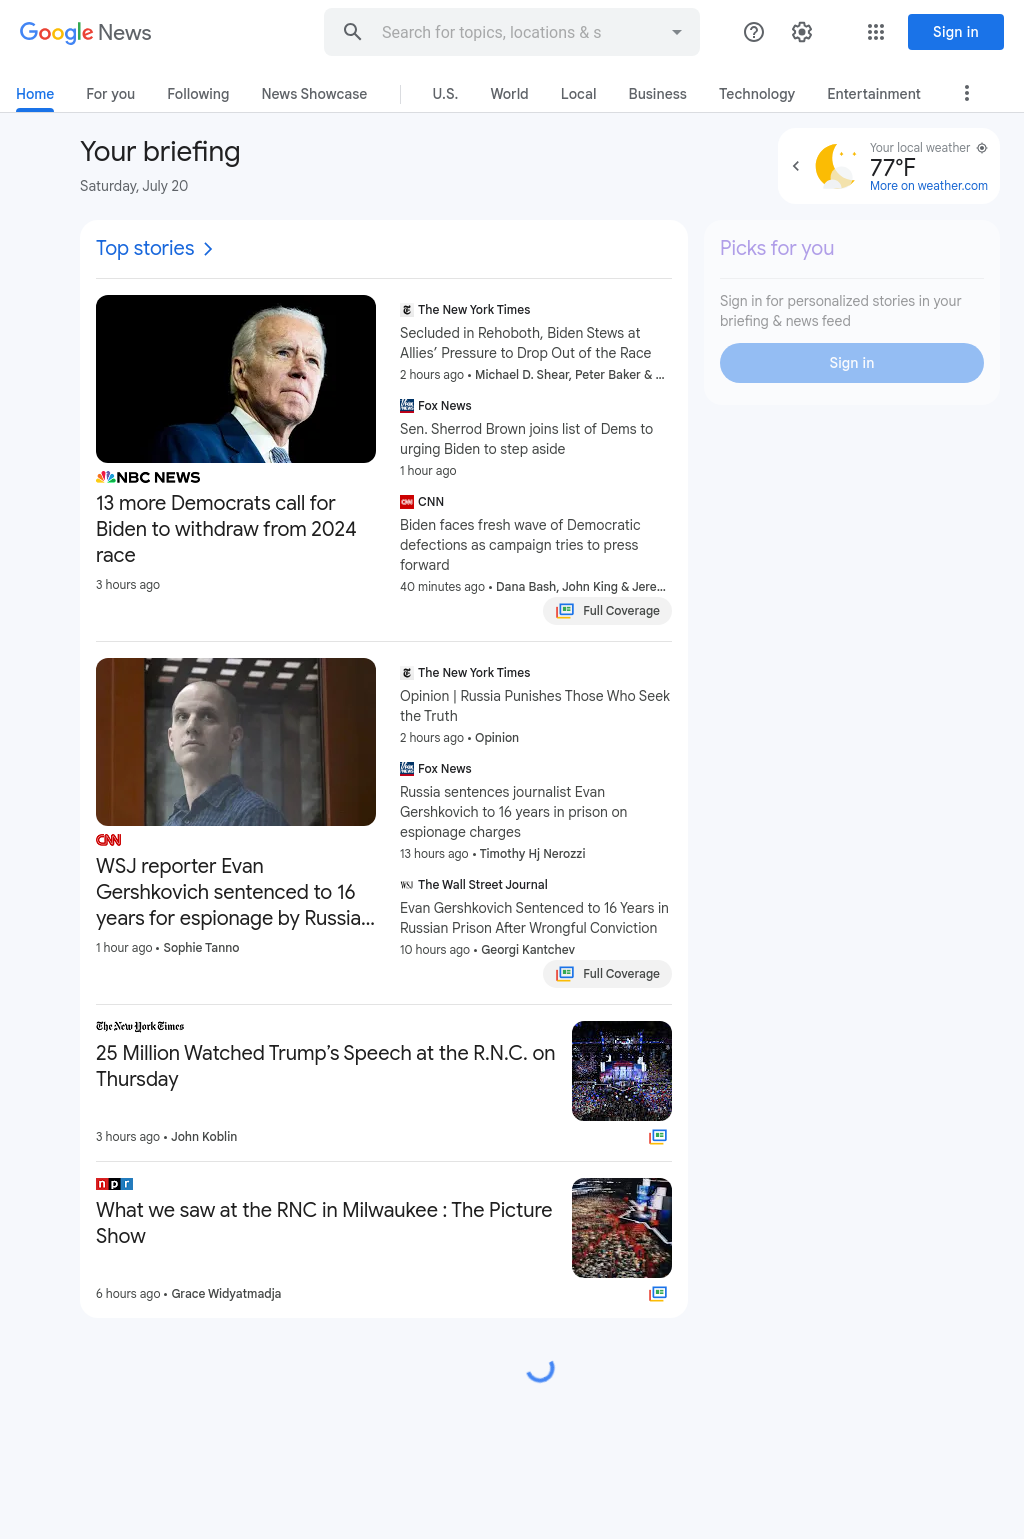 Google News
Search for topics, locations & s
Sign in
Home
For you
Following
News Showcase
U.S.
World
Local
Business
Technology
Entertainment
Your briefing
Saturday, July 20
Your local weather
77°F
More on weather.com
Top stories
NBC NEWS
13 more Democrats call for
Biden to withdraw from 2024
race
3 hours ago
The New York Times
Secluded in Rehoboth, Biden Stews at
Allies’ Pressure to Drop Out of the Race
2 hours ago • Michael D. Shear, Peter Baker & ...
Fox News
Sen. Sherrod Brown joins list of Dems to
urging Biden to step aside
1 hour ago
CNN
Biden faces fresh wave of Democratic
defections as campaign tries to press
forward
40 minutes ago • Dana Bash, John King & Jere...
Full Coverage
CNN
WSJ reporter Evan
Gershkovich sentenced to 16
years for espionage by Russia...
1 hour ago • Sophie Tanno
The New York Times
Opinion | Russia Punishes Those Who Seek
the Truth
2 hours ago • Opinion
Fox News
Russia sentences journalist Evan
Gershkovich to 16 years in prison on
espionage charges
13 hours ago • Timothy Hj Nerozzi
WSJ The Wall Street Journal
Evan Gershkovich Sentenced to 16 Years in
Russian Prison After Wrongful Conviction
10 hours ago • Georgi Kantchev
Full Coverage
The New York Times
25 Million Watched Trump’s Speech at the R.N.C. on
Thursday
3 hours ago • John Koblin
npr
What we saw at the RNC in Milwaukee : The Picture
Show
6 hours ago • Grace Widyatmadja
Picks for you
Sign in for personalized stories in your
briefing & news feed
Sign in